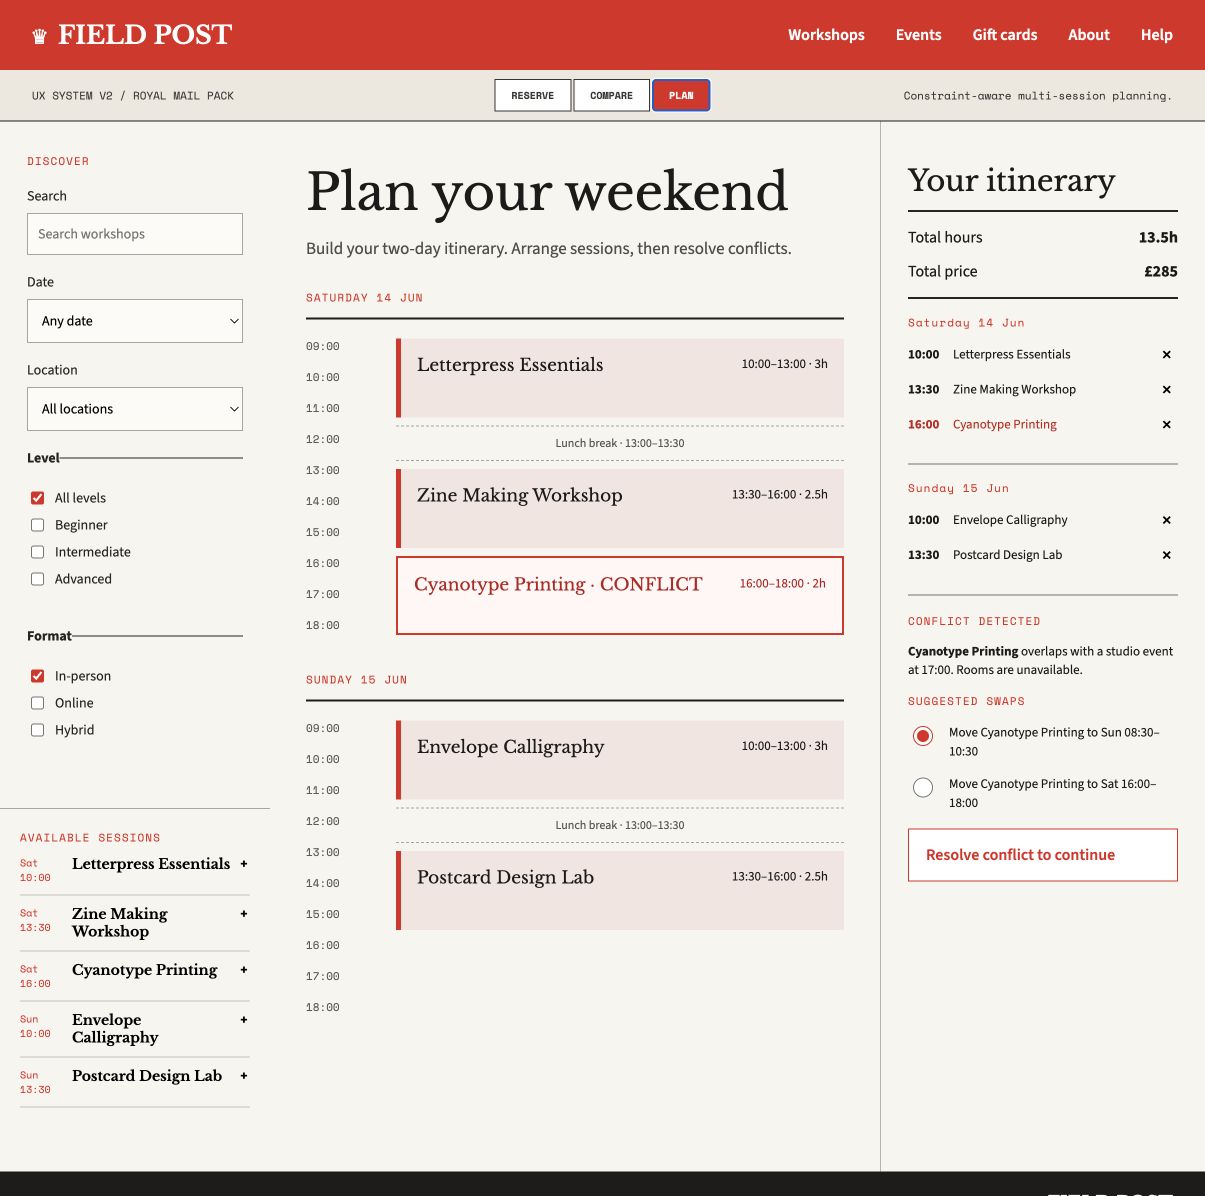 ♛ FIELD POST
Workshops Events Gift cards About Help
UX SYSTEM V2 / ROYAL MAIL PACK
RESERVE COMPARE PLAN
Constraint-aware multi-session planning.
DISCOVER
Search
Search workshops
Date
Any date
Location
All locations
Level
All levels
Beginner
Intermediate
Advanced
Format
In-person
Online
Hybrid
AVAILABLE SESSIONS
Sat
10:00
Letterpress Essentials +
Sat
13:30
Zine Making
Workshop +
Sat
16:00
Cyanotype Printing +
Sun
10:00
Envelope
Calligraphy +
Sun
13:30
Postcard Design Lab +
Plan your weekend
Build your two-day itinerary. Arrange sessions, then resolve conflicts.
SATURDAY 14 JUN
09:00
10:00
11:00
12:00
13:00
14:00
15:00
16:00
17:00
18:00
Letterpress Essentials 10:00–13:00 · 3h
Lunch break · 13:00–13:30
Zine Making Workshop 13:30–16:00 · 2.5h
Cyanotype Printing · CONFLICT 16:00–18:00 · 2h
SUNDAY 15 JUN
09:00
10:00
11:00
12:00
13:00
14:00
15:00
16:00
17:00
18:00
Envelope Calligraphy 10:00–13:00 · 3h
Lunch break · 13:00–13:30
Postcard Design Lab 13:30–16:00 · 2.5h
Your itinerary
Total hours 13.5h
Total price £285
Saturday 14 Jun
10:00 Letterpress Essentials ×
13:30 Zine Making Workshop ×
16:00 Cyanotype Printing ×
Sunday 15 Jun
10:00 Envelope Calligraphy ×
13:30 Postcard Design Lab ×
CONFLICT DETECTED
Cyanotype Printing overlaps with a studio event
at 17:00. Rooms are unavailable.
SUGGESTED SWAPS
Move Cyanotype Printing to Sun 08:30–
10:30
Move Cyanotype Printing to Sat 16:00–
18:00
Resolve conflict to continue
FIELD POST